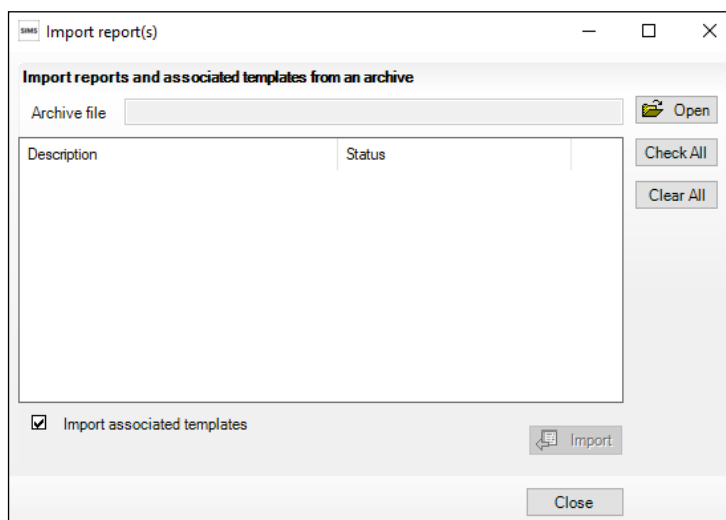 SIMS Import report(s)
Import reports and associated templates from an archive
Archive file
Open
Description Status
Check All
Clear All
Import associated templates
Import
Close